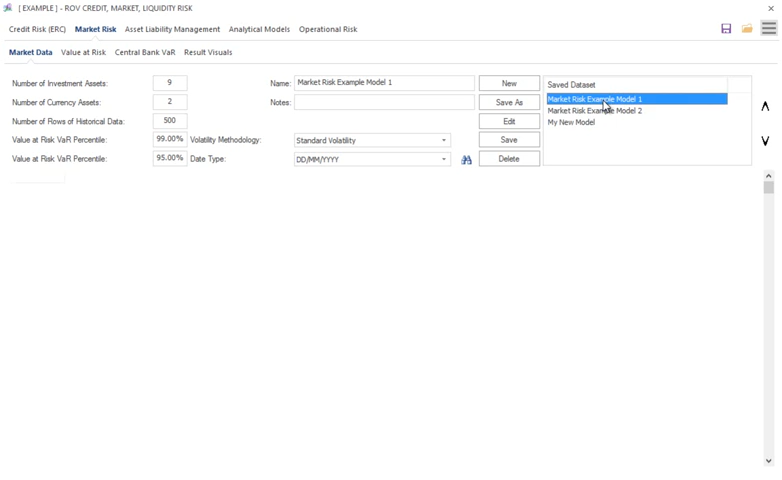 [ EXAMPLE ] - ROV CREDIT, MARKET, LIQUIDITY RISK
Credit Risk (ERC) Market Risk Asset Liability Management Analytical Models Operational Risk
Market Data Value at Risk Central Bank VaR Result Visuals
Number of Investment Assets: 9 Name: Market Risk Example Model 1 New Saved Dataset
Market Risk Example Model 1
Number of Currency Assets: 2 Notes: Save As
Market Risk Example Model 2
Number of Rows of Historical Data: 500 Edit My New Model
Value at Risk VaR Percentile: 99.00% Volatility Methodology: Standard Volatility Save
Value at Risk VaR Percentile: 95.00% Date Type: DD/MM/YYYY Delete